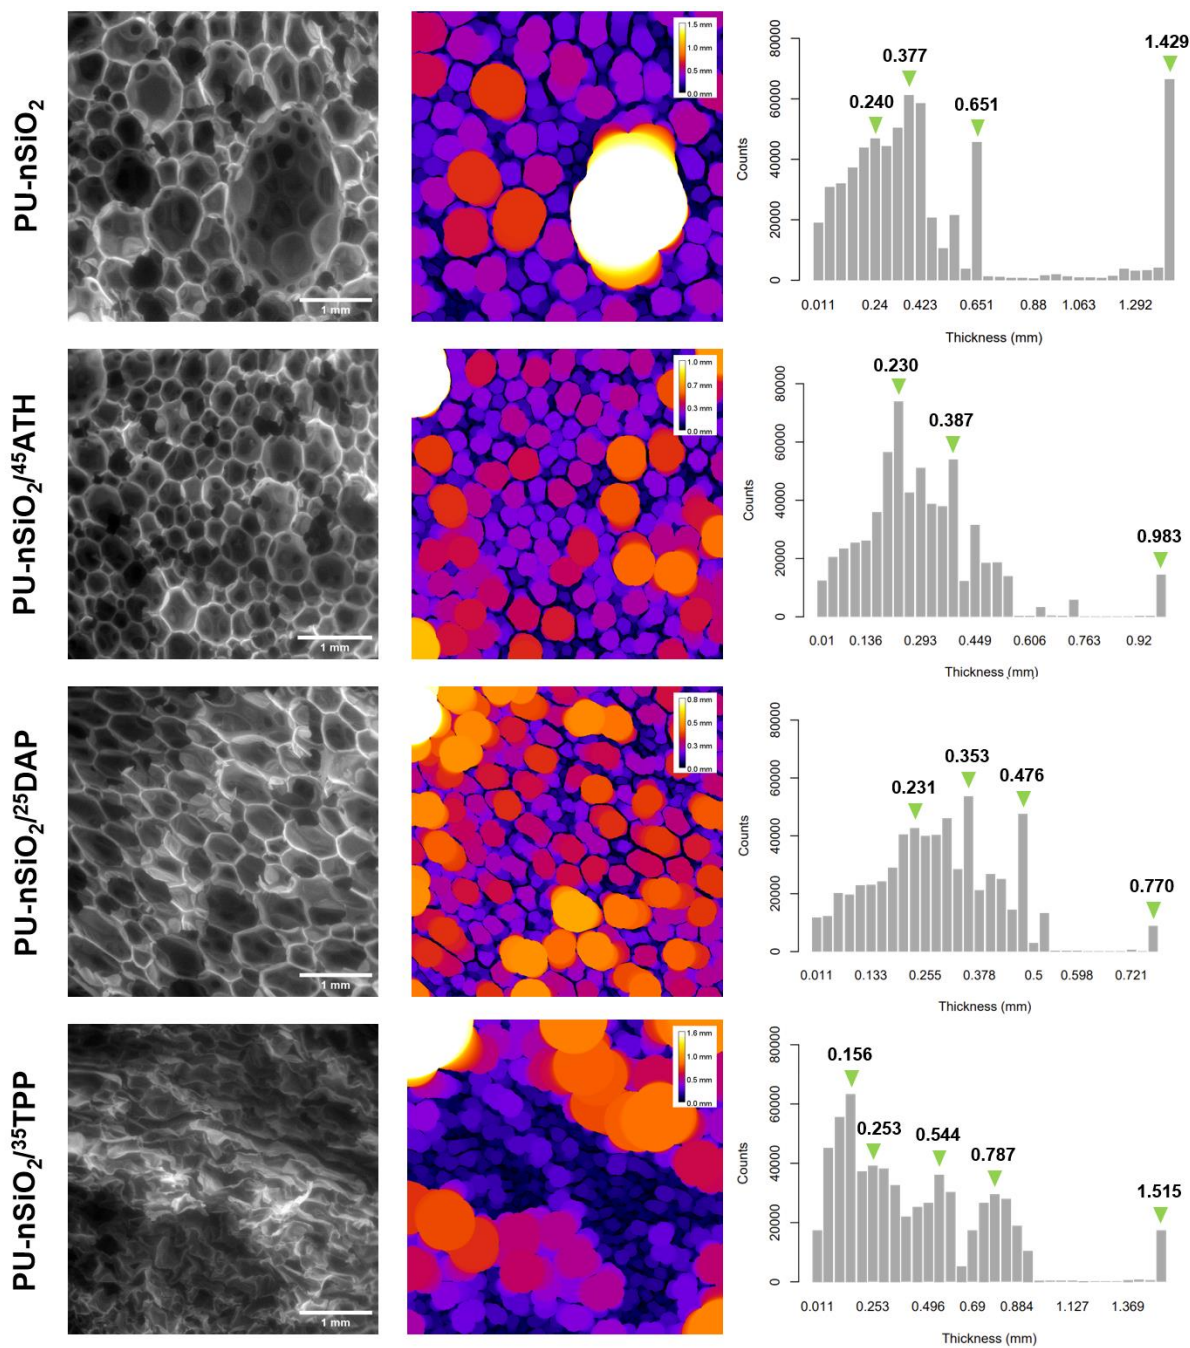 PU-nSiO₂
1 mm
1.5 mm
1.0 mm
0.5 mm
0.0 mm
80000
60000
40000
20000
0
Counts
0.240
0.377
0.651
1.429
0.011 0.24 0.423 0.651 0.88 1.063 1.292
Thickness (mm)
PU-nSiO₂/⁴⁵ATH
1 mm
1.0 mm
0.7 mm
0.3 mm
0.0 mm
80000
60000
40000
20000
0
Counts
0.230
0.387
0.983
0.01 0.136 0.293 0.449 0.606 0.763 0.92
Thickness (mm)
PU-nSiO₂/²⁵DAP
1 mm
0.8 mm
0.5 mm
0.3 mm
0.0 mm
80000
60000
40000
20000
0
Counts
0.231
0.353
0.476
0.770
0.011 0.133 0.255 0.378 0.5 0.598 0.721
Thickness (mm)
PU-nSiO₂/³⁵TPP
1 mm
1.6 mm
1.0 mm
0.5 mm
0.0 mm
80000
60000
40000
20000
0
Counts
0.156
0.253
0.544
0.787
1.515
0.011 0.253 0.496 0.69 0.884 1.127 1.369
Thickness (mm)